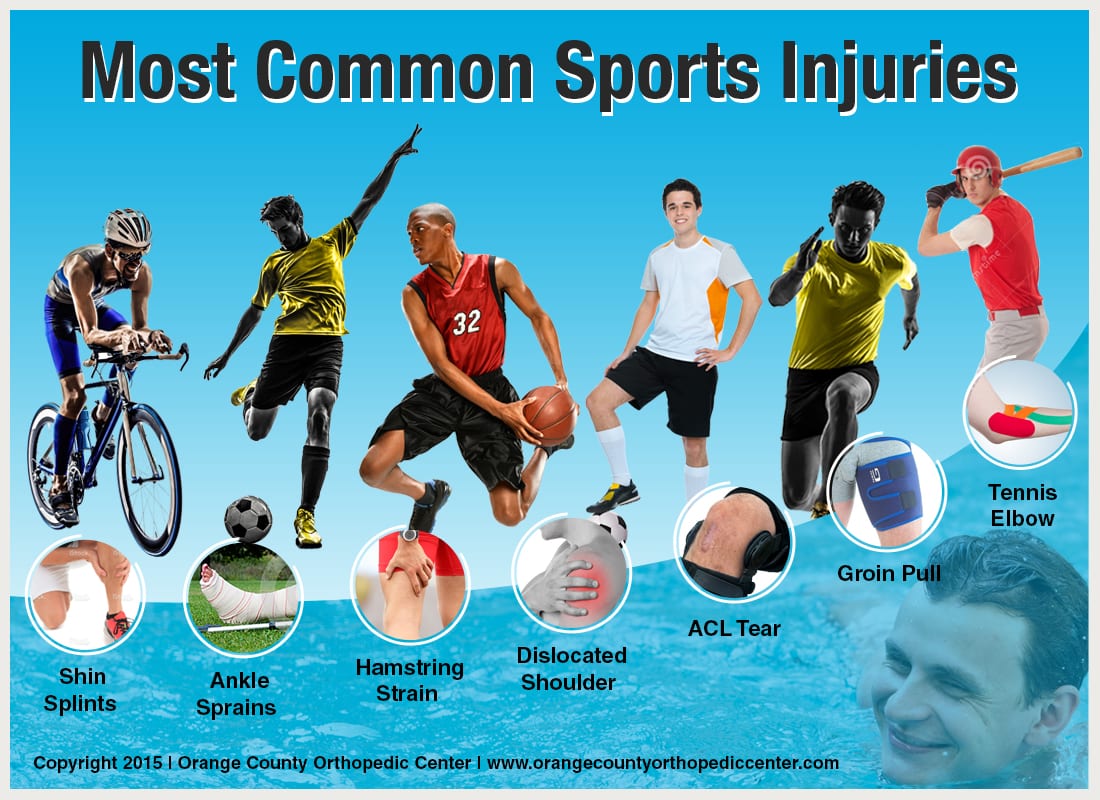 Most Common Sports Injuries
32
Shin
Splints
Ankle
Sprains
Hamstring
Strain
Dislocated
Shoulder
ACL Tear
Groin Pull
Tennis
Elbow
Copyright 2015 | Orange County Orthopedic Center | www.orangecountyorthopediccenter.com